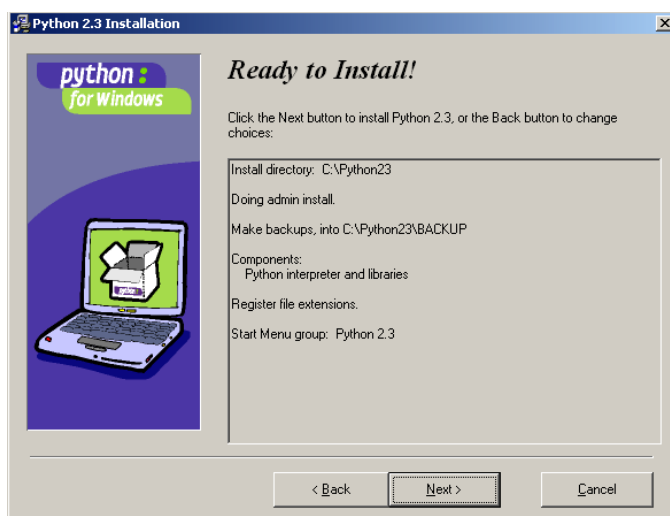 Python 2.3 Installation
python :
for Windows
Ready to Install!
Click the Next button to install Python 2.3, or the Back button to change
choices:
Install directory:  C:\Python23
Doing admin install.
Make backups, into C:\Python23\BACKUP
Components:
Python interpreter and libraries
Register file extensions.
Start Menu group:  Python 2.3
< Back
Next >
Cancel